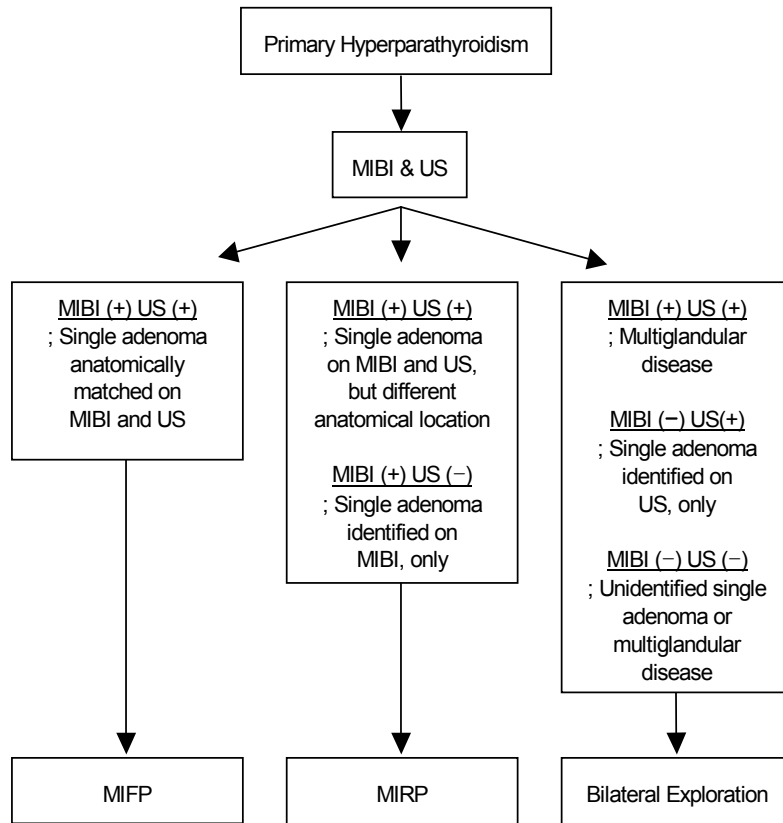 Primary Hyperparathyroidism
MIBI & US
MIBI (+) US (+)
; Single adenoma
anatomically
matched on
MIBI and US
MIBI (+) US (+)
; Single adenoma
on MIBI and US,
but different
anatomical location
MIBI (+) US (−)
; Single adenoma
identified on
MIBI, only
MIBI (+) US (+)
; Multiglandular
disease
MIBI (−) US(+)
; Single adenoma
identified on
US, only
MIBI (−) US (−)
; Unidentified single
adenoma or
multiglandular
disease
MIFP
MIRP
Bilateral Exploration